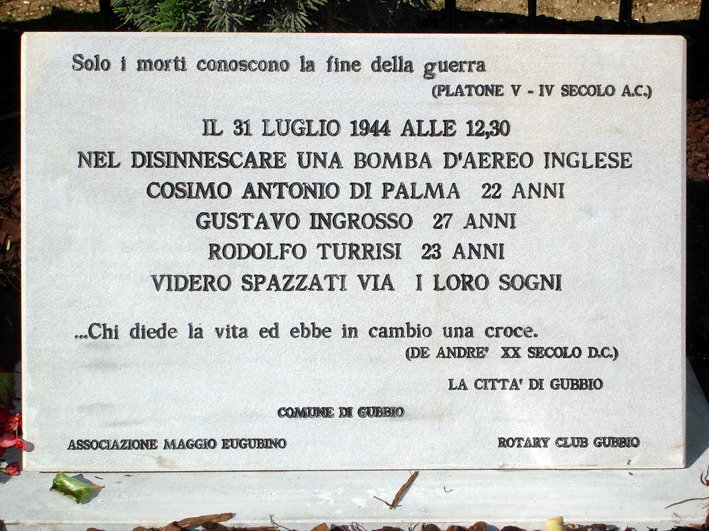 Solo i morti conoscono la fine della guerra
(PLATONE V - IV SECOLO A.C.)
IL 31 LUGLIO 1944 ALLE 12,30
NEL DISINNESCARE UNA BOMBA D'AEREO INGLESE
COSIMO ANTONIO DI PALMA 22 ANNI
GUSTAVO INGROSSO 27 ANNI
RODOLFO TURRISI 23 ANNI
VIDERO SPAZZATI VIA I LORO SOGNI
...Chi diede la vita ed ebbe in cambio una croce.
(DE ANDRE' XX SECOLO D.C.)
LA CITTA' DI GUBBIO
COMUNE DI GUBBIO
ASSOCIAZIONE MAGGIO EUGUBINO
ROTARY CLUB GUBBIO